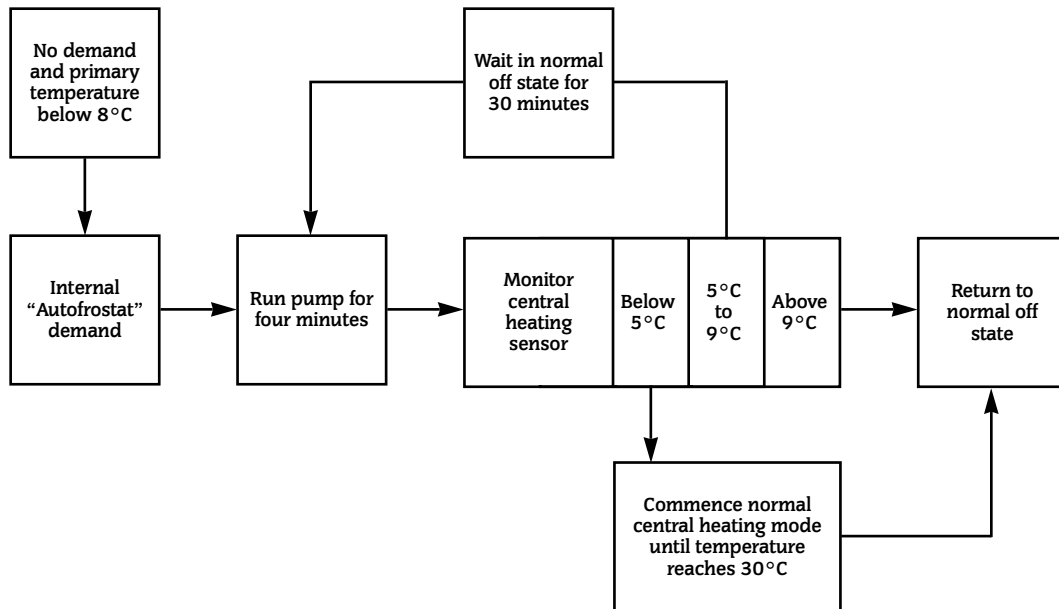 No demand
and primary
temperature
below 8°C
Wait in normal
off state for
30 minutes
Internal
“Autofrostat”
demand
Run pump for
four minutes
Monitor
central
heating
sensor
Below
5°C
5°C
to
9°C
Above
9°C
Return to
normal off
state
Commence normal
central heating mode
until temperature
reaches 30°C